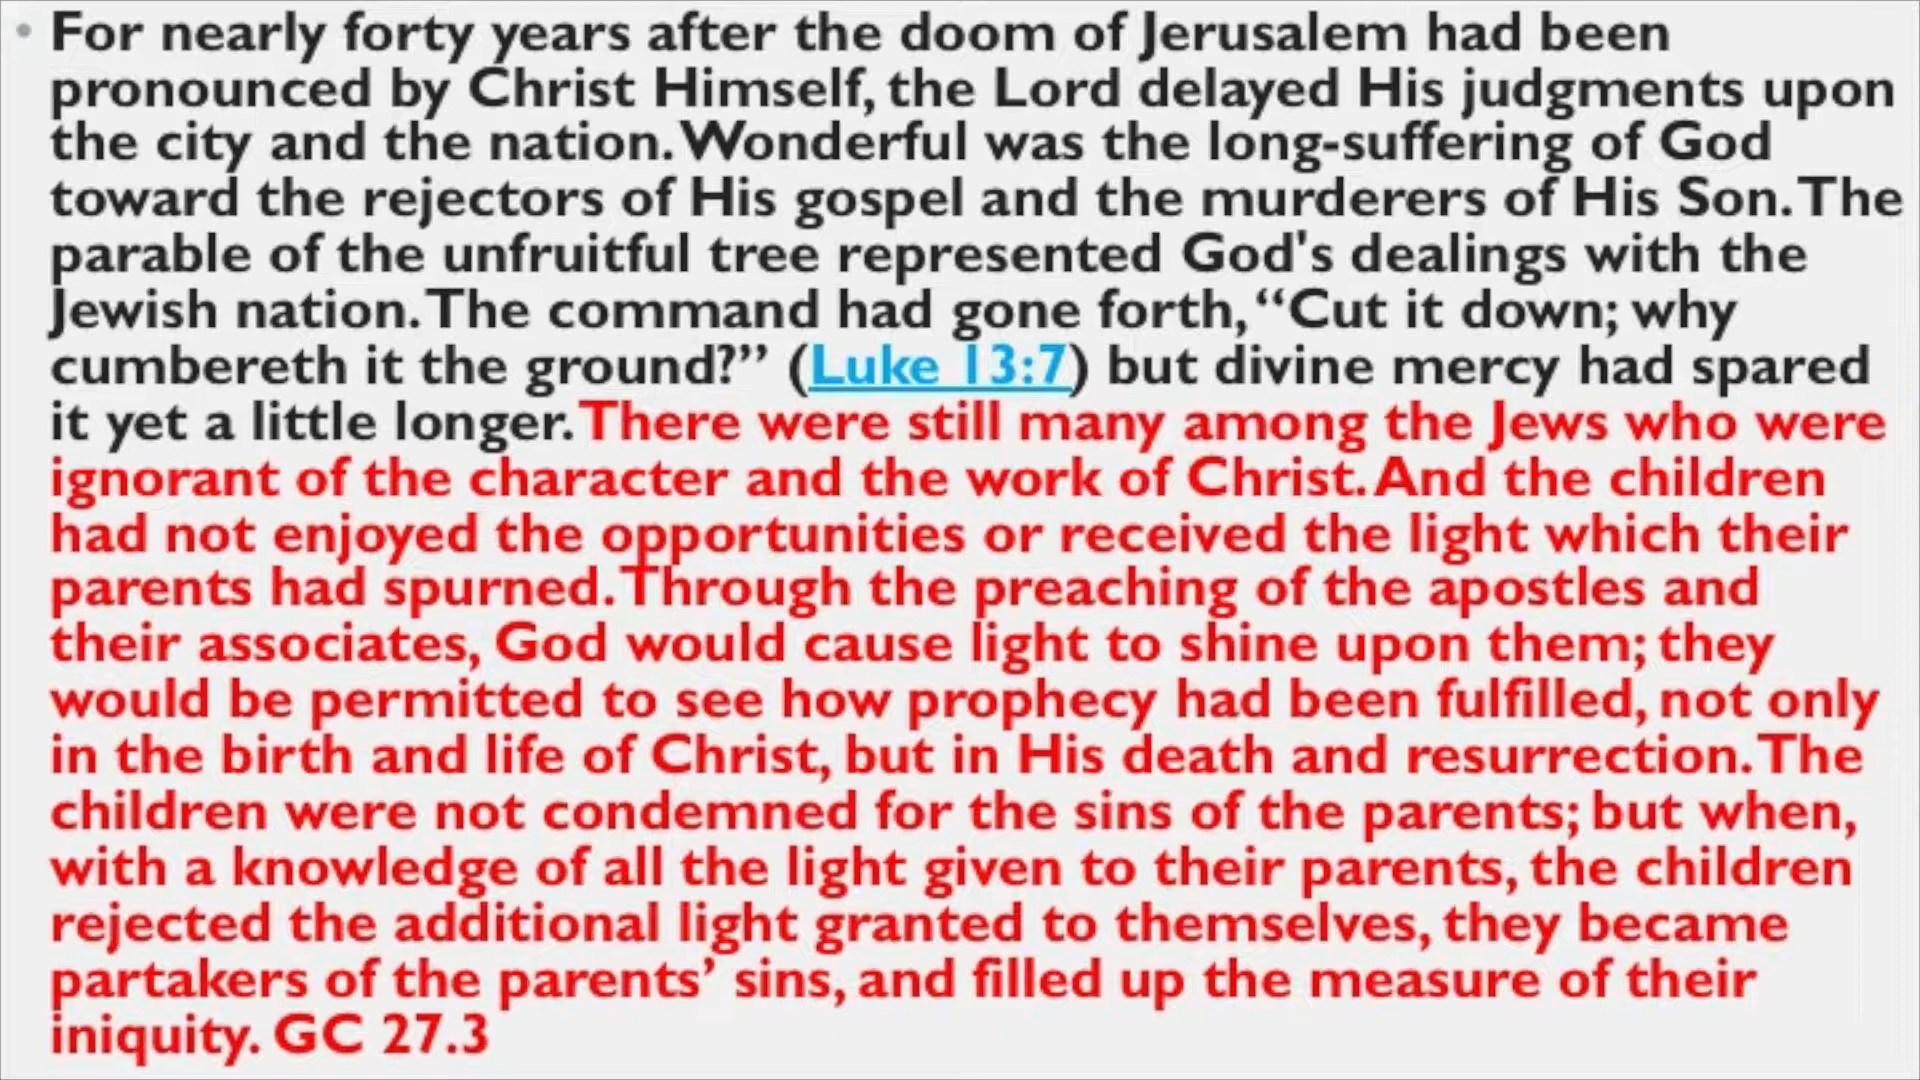 • For nearly forty years after the doom of Jerusalem had been
pronounced by Christ Himself, the Lord delayed His judgments upon
the city and the nation. Wonderful was the long-suffering of God
toward the rejectors of His gospel and the murderers of His Son. The
parable of the unfruitful tree represented God's dealings with the
Jewish nation. The command had gone forth, “Cut it down; why
cumbereth it the ground?” (Luke 13:7) but divine mercy had spared
it yet a little longer. There were still many among the Jews who were
ignorant of the character and the work of Christ. And the children
had not enjoyed the opportunities or received the light which their
parents had spurned. Through the preaching of the apostles and
their associates, God would cause light to shine upon them; they
would be permitted to see how prophecy had been fulfilled, not only
in the birth and life of Christ, but in His death and resurrection. The
children were not condemned for the sins of the parents; but when,
with a knowledge of all the light given to their parents, the children
rejected the additional light granted to themselves, they became
partakers of the parents’ sins, and filled up the measure of their
iniquity. GC 27.3